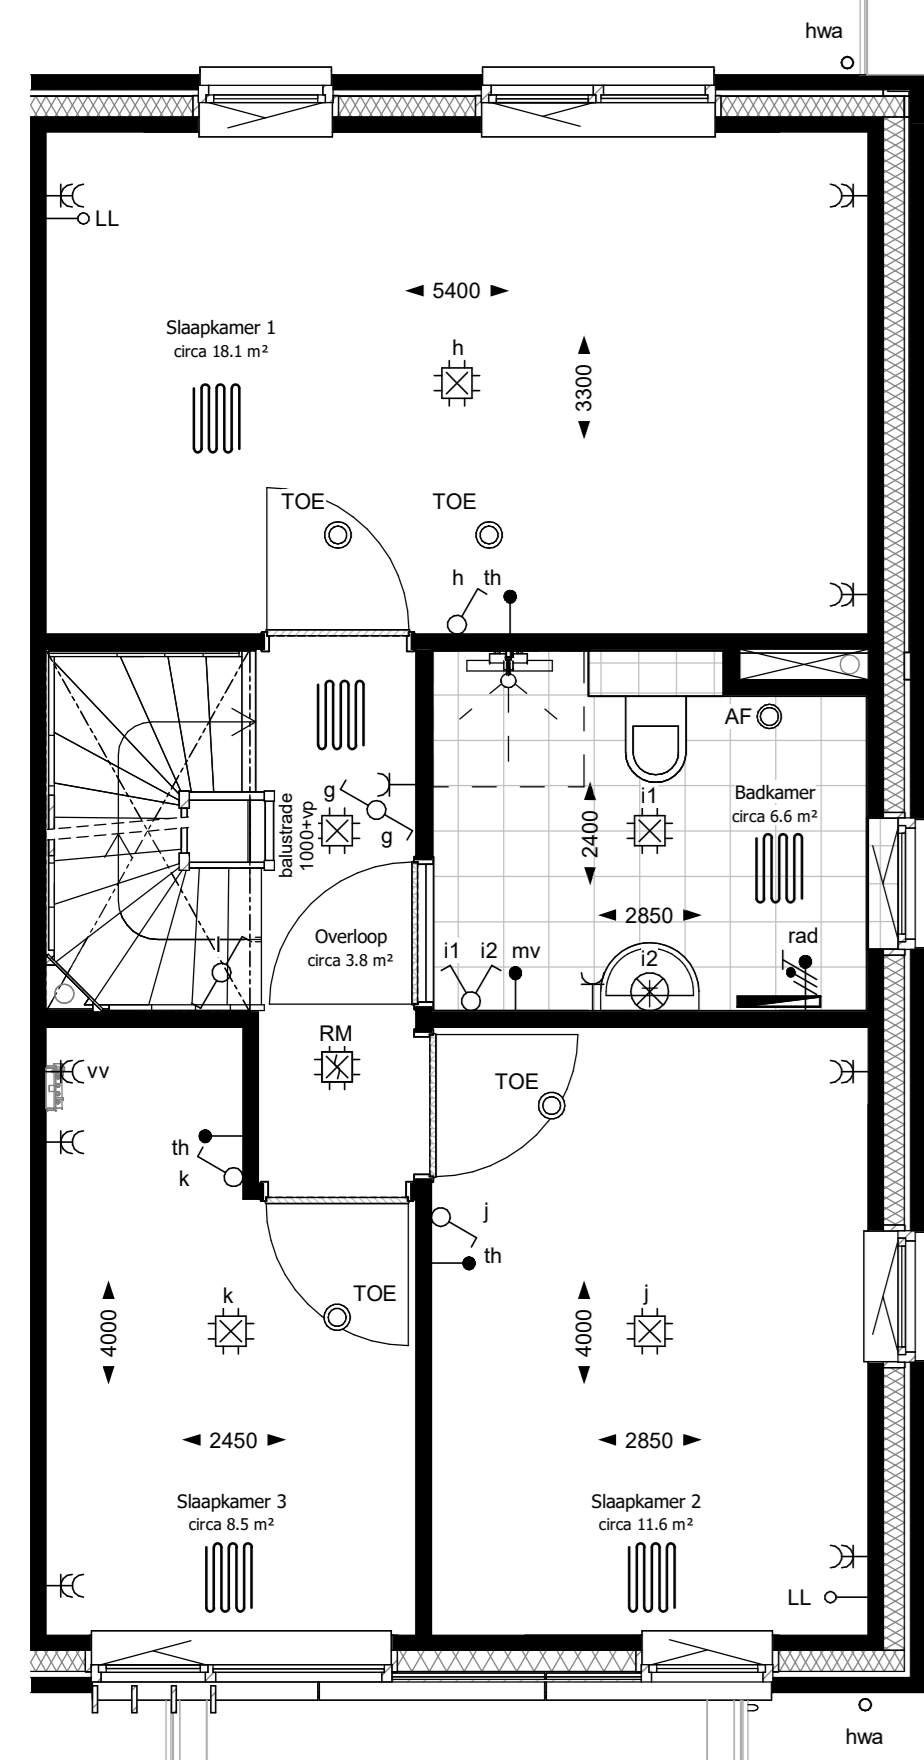 hwa
LL
5400
Slaapkamer 1
circa 18.1 m²
h
3300
TOE
TOE
h th
g
balustrade
1000+vp
g
AF
i1
Badkamer
circa 6.6 m²
2400
2850
Overloop
circa 3.8 m²
l
i1 i2 mv
i2
rad
RM
vv
TOE
th
k
j
th
k
TOE
j
4000
4000
2450
2850
Slaapkamer 3
circa 8.5 m²
Slaapkamer 2
circa 11.6 m²
LL
hwa